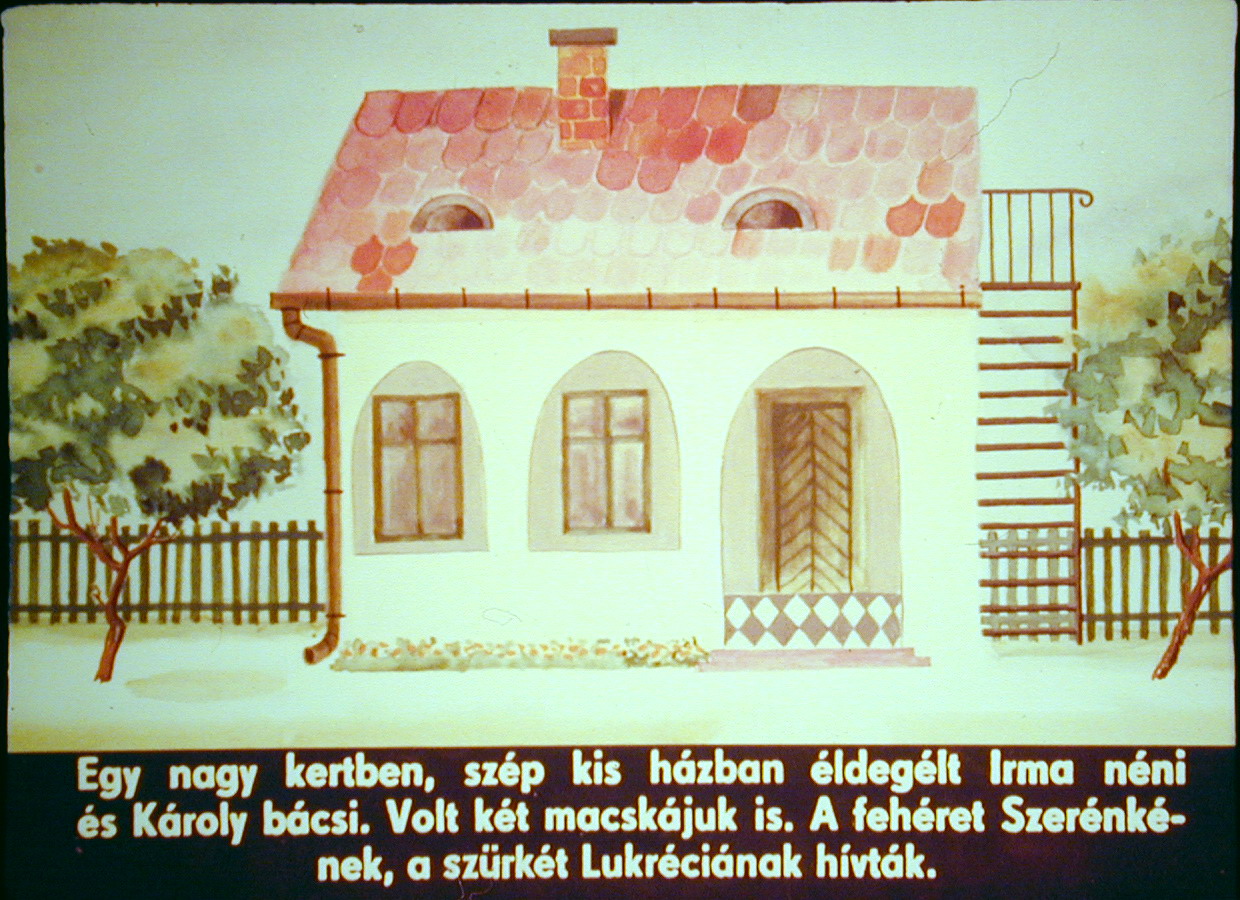 Egy nagy kertben, szép kis házban éldegélt Irma néni
és Károly bácsi. Volt két macskájuk is. A fehéret Szerénké-
nek, a szürkét Lukréciának hívták.